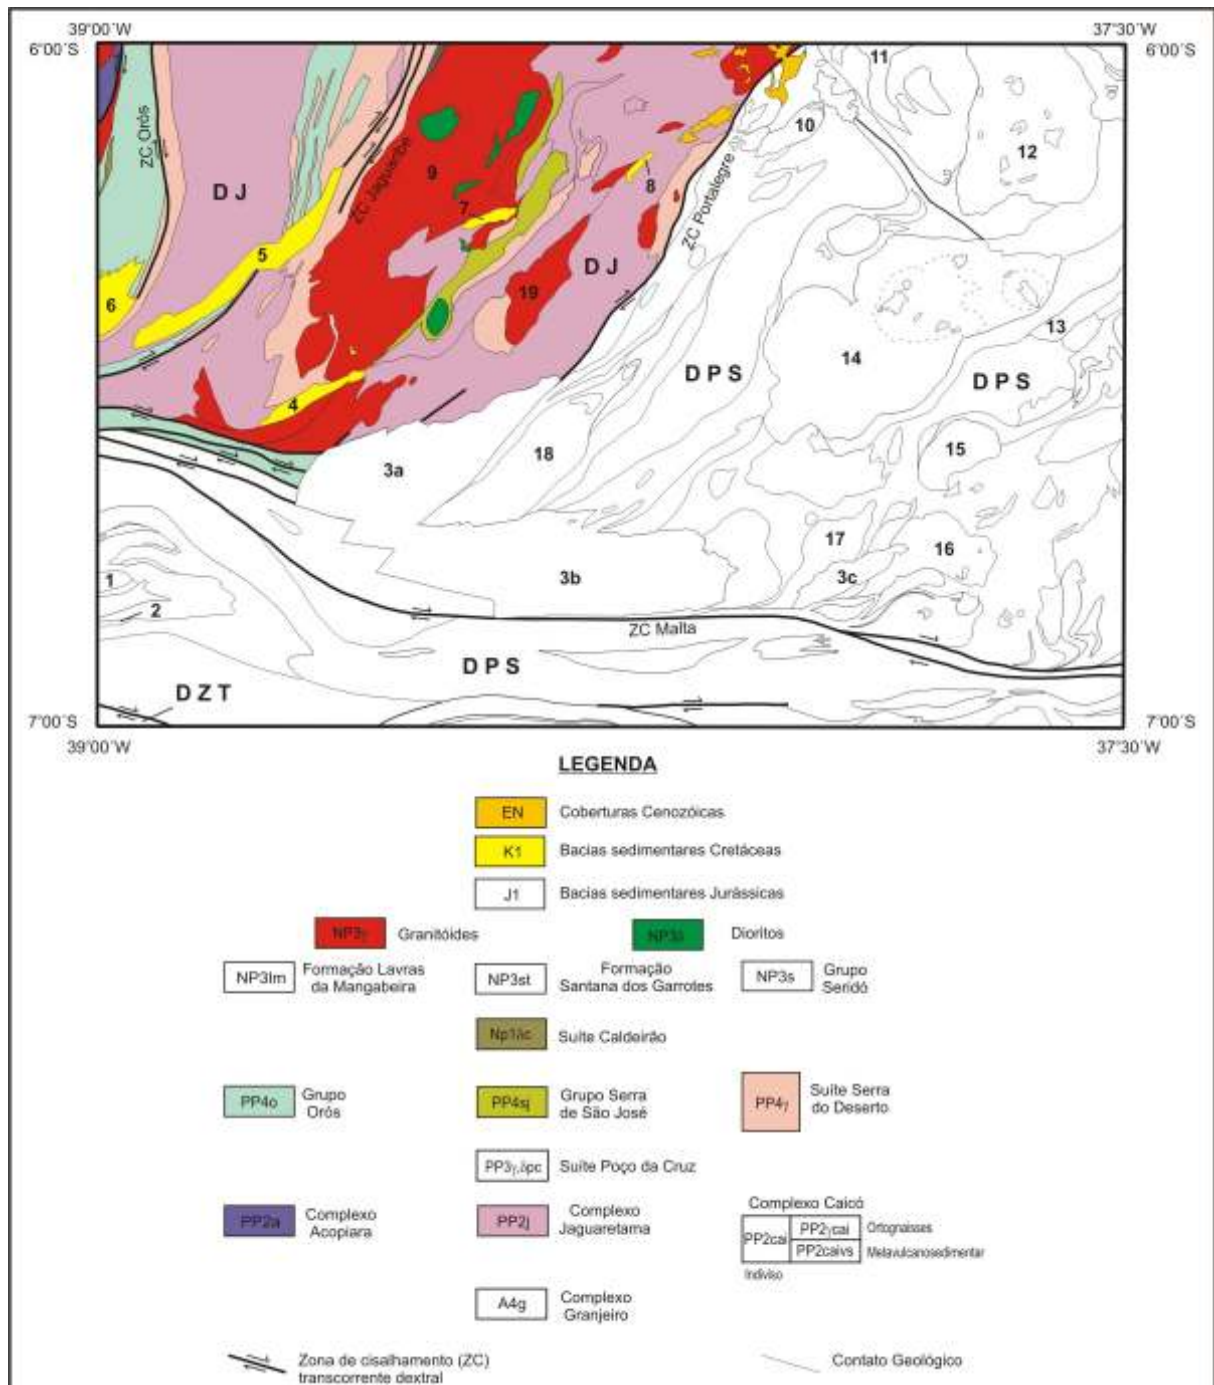 39°00´W
37°30´W
6°00´S
6°00´S
11
ZC Orós
10
12
ZC Jaguaribe
9
8
D J
7
ZC Portalegre
5
D J
6
19
13
14
D P S
D P S
4
15
18
3a
17
16
3b
3c
1
2
ZC Malta
D P S
D Z T
7°00´S
7°00´S
39°00´W
37°30´W
LEGENDA
EN Coberturas Cenozóicas
K1 Bacias sedimentares Cretáceas
J1 Bacias sedimentares Jurássicas
NP3γ Granitóides
NP3δ Dioritos
NP3lm Formação Lavras
da Mangabeira
NP3st Formação
Santana dos Garrotes
NP3s Grupo
Seridó
Np1δc Suíte Caldeirão
PP4o Grupo
Orós
PP4sj Grupo Serra
de São José
PP4γ Suíte Serra
do Deserto
PP3γ,δpc Suíte Poço da Cruz
PP2a Complexo
Acopiara
PP2j Complexo
Jaguaretama
Complexo Caicó
PP2cai
PP2γcai Ortognaisses
PP2caivs Metavulcanosedimentar
Indiviso
A4g Complexo
Granjeiro
Zona de cisalhamento (ZC)
transcorrente dextral
Contato Geológico